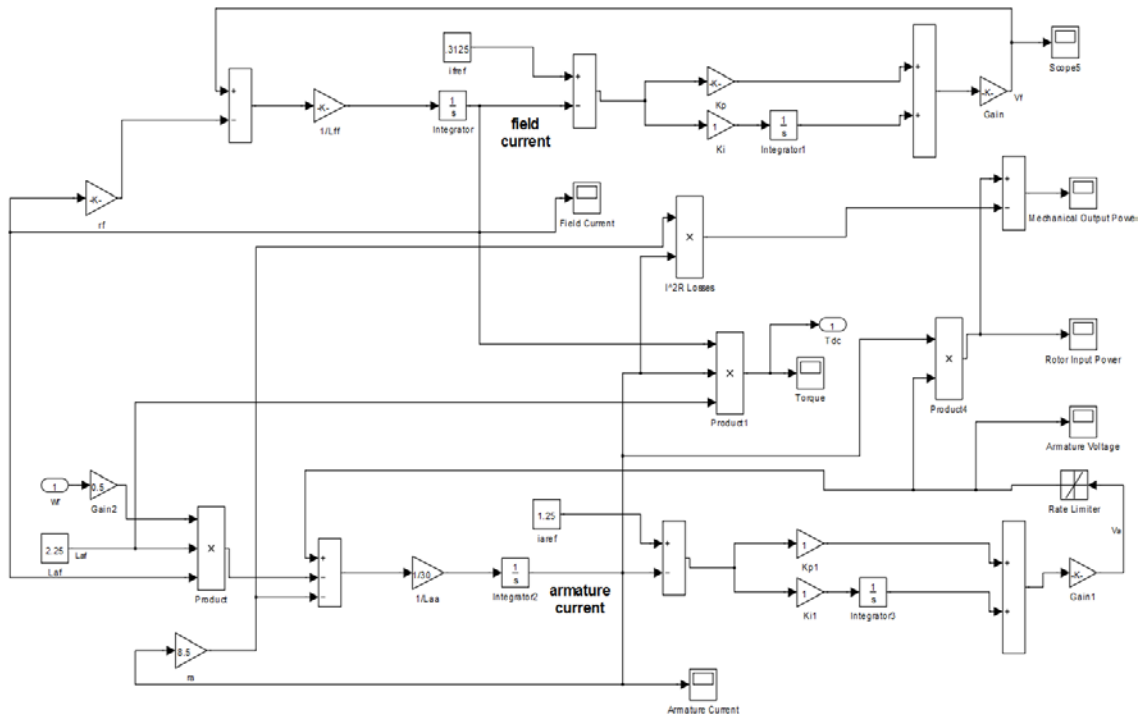 .3125
ifref
Scope5
-K-
Kp
-K-
Gain
Vf
-K-
1/Lff
1
s
Integrator
field
current
1
Ki
1
s
Integrator1
-K-
rf
Field Current
×
I^2R Losses
Mechanical Output Power
1
Tdc
×
Product1
Torque
×
Product4
Rotor Input Power
Armature Voltage
1
Wr
0.5
Gain2
2.25
Laf
Laf
×
Product
1.25
iaref
Rate Limiter
Va
1/30
1/Laa
1
s
Integrator2
armature
current
1
Kp1
1
Ki1
1
s
Integrator3
-K-
Gain1
8.5
ra
Armature Current